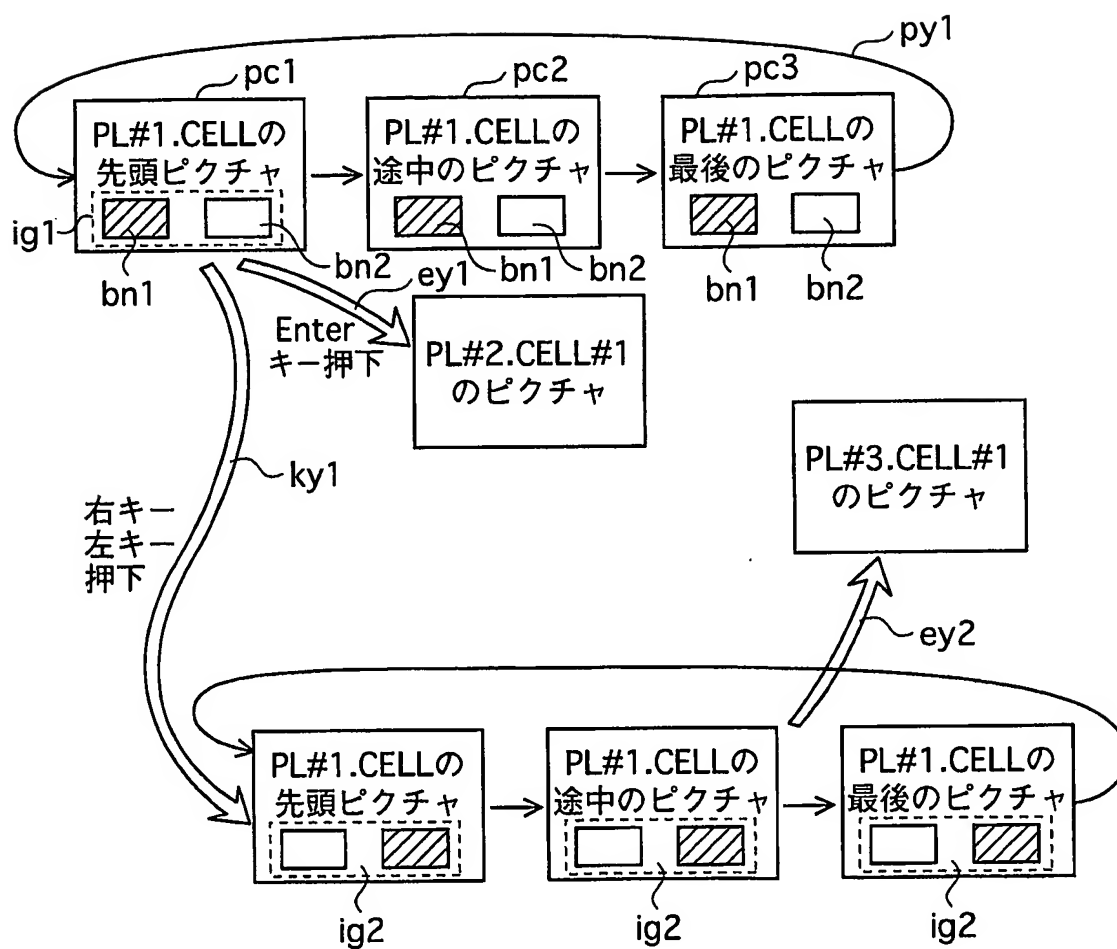 py1
pc1
pc2
pc3
PL#1.CELLの
先頭ピクチャ
PL#1.CELLの
途中のピクチャ
PL#1.CELLの
最後のピクチャ
ig1
bn1
bn2
ey1
bn1
bn2
bn1
bn2
Enter
キー押下
PL#2.CELL#1
のピクチャ
ky1
PL#3.CELL#1
のピクチャ
右キー
左キー
押下
ey2
PL#1.CELLの
先頭ピクチャ
PL#1.CELLの
途中のピクチャ
PL#1.CELLの
最後のピクチャ
ig2
ig2
ig2